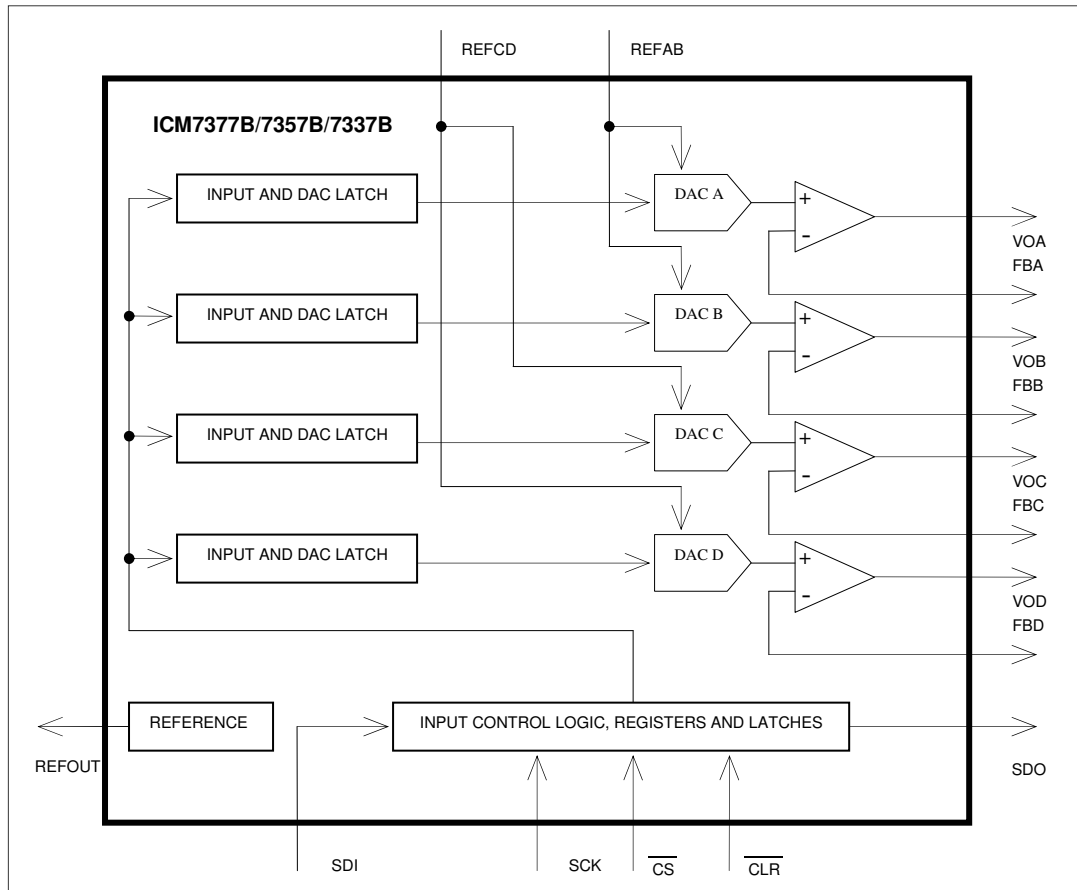 REFCD
REFAB
ICM7377B/7357B/7337B
INPUT AND DAC LATCH
DAC A
+
-
VOA
FBA
INPUT AND DAC LATCH
DAC B
+
-
VOB
FBB
INPUT AND DAC LATCH
DAC C
+
-
VOC
FBC
INPUT AND DAC LATCH
DAC D
+
-
VOD
FBD
REFERENCE
INPUT CONTROL LOGIC, REGISTERS AND LATCHES
REFOUT
SDO
SDI
SCK
C̅S̅
C̅L̅R̅